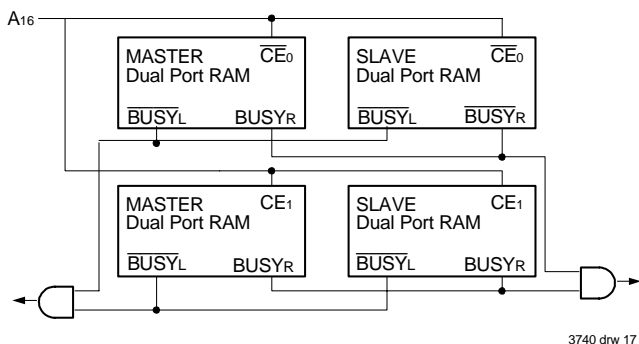 A16
MASTER
Dual Port RAM
CE0
BUSYL
BUSYR
SLAVE
Dual Port RAM
CE0
BUSYL
BUSYR
MASTER
Dual Port RAM
CE1
BUSYL
BUSYR
SLAVE
Dual Port RAM
CE1
BUSYL
BUSYR
3740 drw 17